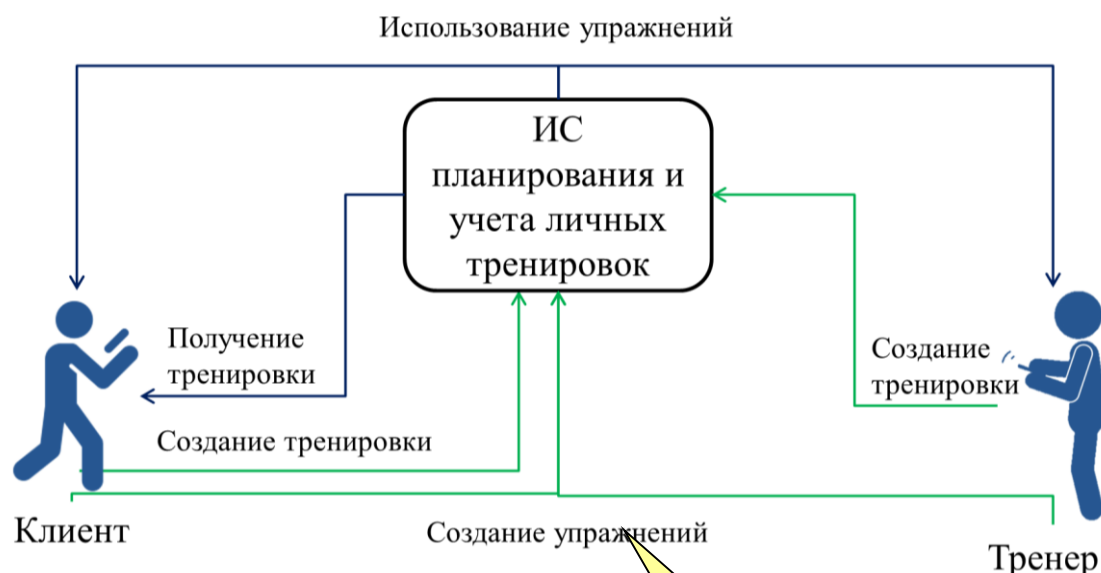 Использование упражнений
ИС
планирования и
учета личных
тренировок
Получение
тренировки
Создание
тренировки
Создание тренировки
Клиент
Создание упражнений
Тренер